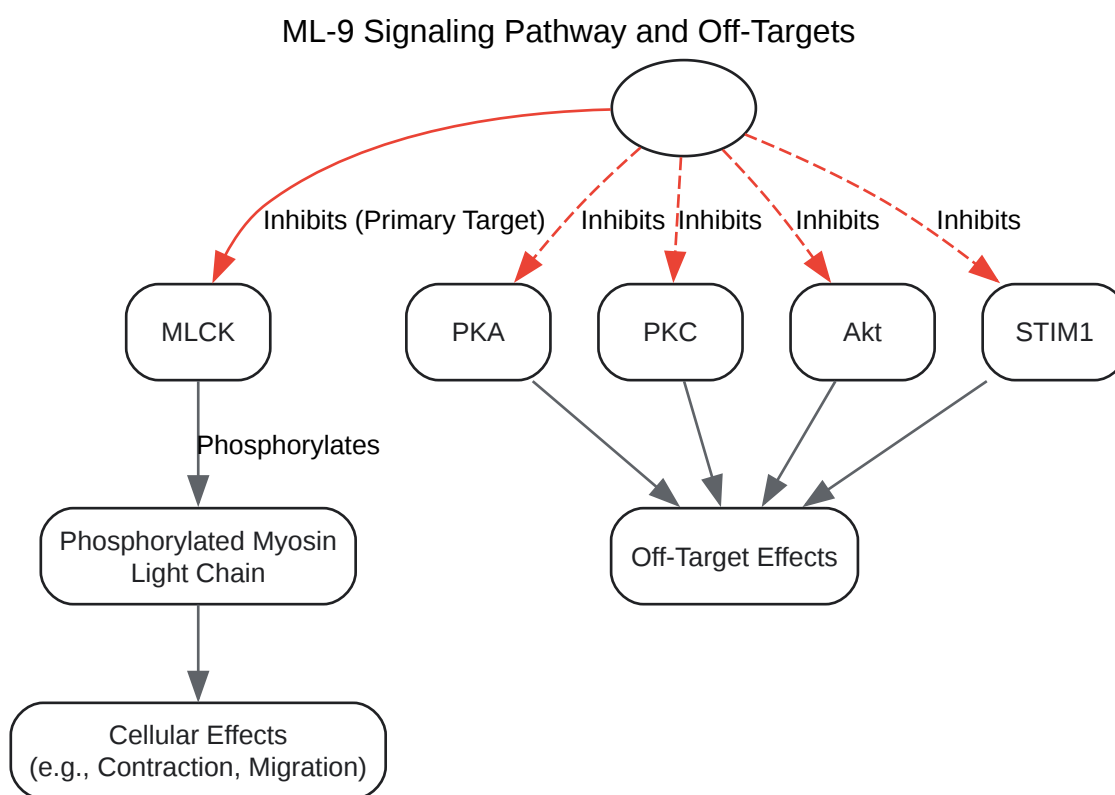 ML-9 Signaling Pathway and Off-Targets
Inhibits (Primary Target)
Inhibits
Inhibits
Inhibits
Inhibits
MLCK
PKA
PKC
Akt
STIM1
Phosphorylates
Phosphorylated Myosin
Light Chain
Off-Target Effects
Cellular Effects
(e.g., Contraction, Migration)